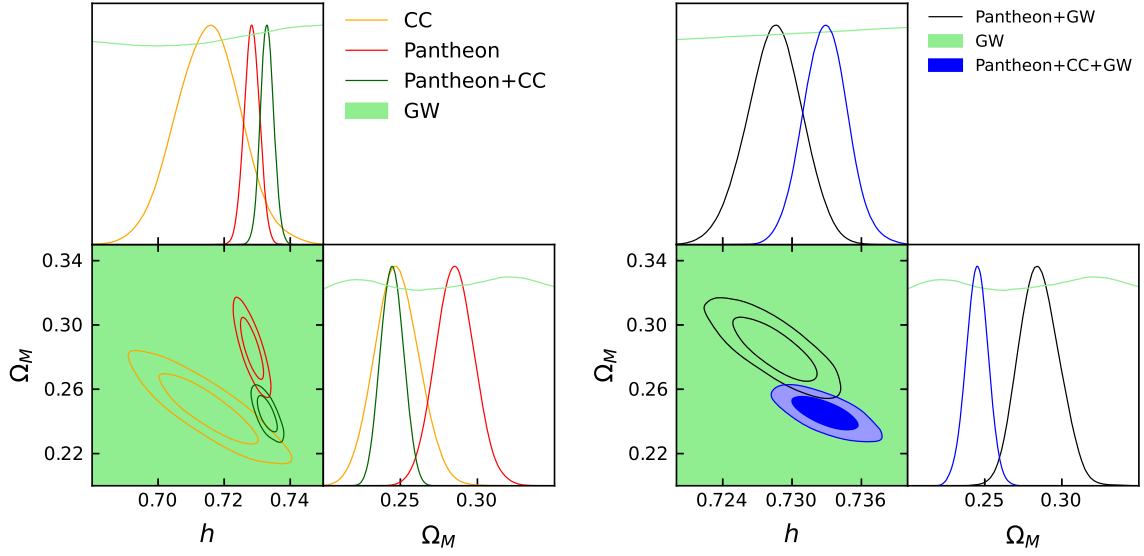 CC
Pantheon
Pantheon+CC
GW
0.34
0.30
0.26
0.22
Ω_M
0.70
0.72
0.74
h
0.25
0.30
Ω_M
Pantheon+GW
GW
Pantheon+CC+GW
0.34
0.30
0.26
0.22
Ω_M
0.724
0.730
0.736
h
0.25
0.30
Ω_M